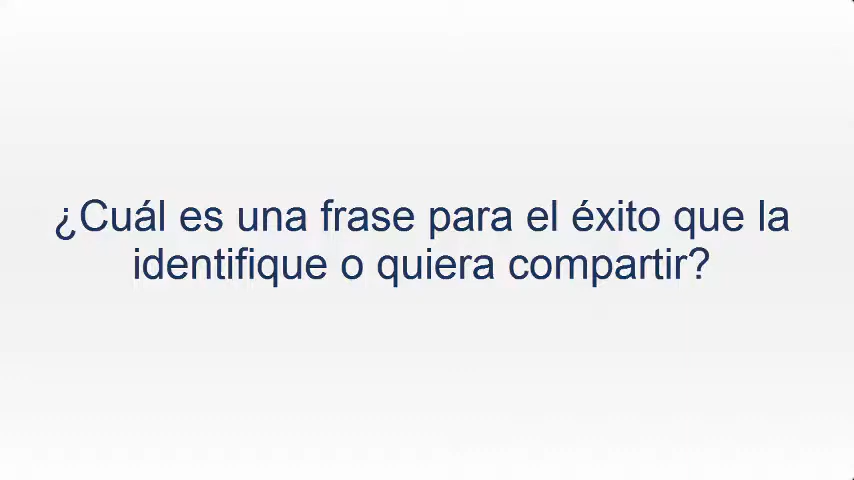 ¿Cuál es una frase para el éxito que la
identifique o quiera compartir?